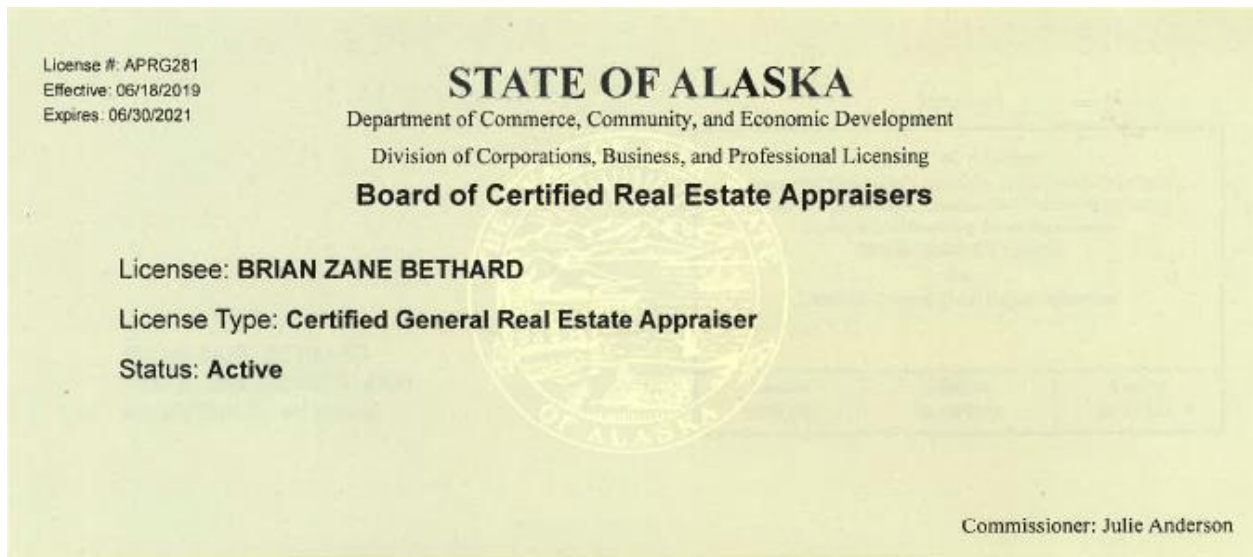 License #: APRG281
Effective: 06/18/2019
Expires: 06/30/2021
STATE OF ALASKA
Department of Commerce, Community, and Economic Development
Division of Corporations, Business, and Professional Licensing
Board of Certified Real Estate Appraisers
Licensee: BRIAN ZANE BETHARD
License Type: Certified General Real Estate Appraiser
Status: Active
OF ALASKA
Commissioner: Julie Anderson